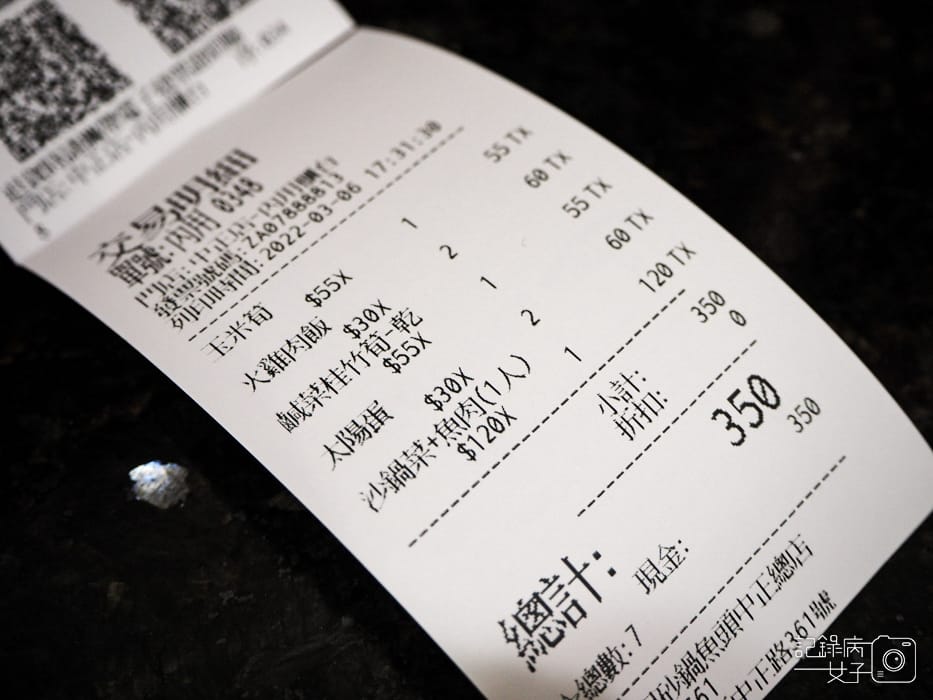 交易明細
單號: 內用 0348
發票號碼: ZA07888813
列印時間: 2022-03-06 17:31:30
玉米筍
$55X 1 55 TX
火雞肉飯
$30X 2 60 TX
鹹菜桂竹筍-乾
$55X 1 55 TX
太陽蛋
$30X 2 60 TX
沙鍋菜+魚肉(1人)
$120X 1 120 TX
小計: 350
折扣: 0
總計: 350
現金: 350
總數: 7
沙鍋魚頭中正總店
中正路361號
361
記錄病
女子